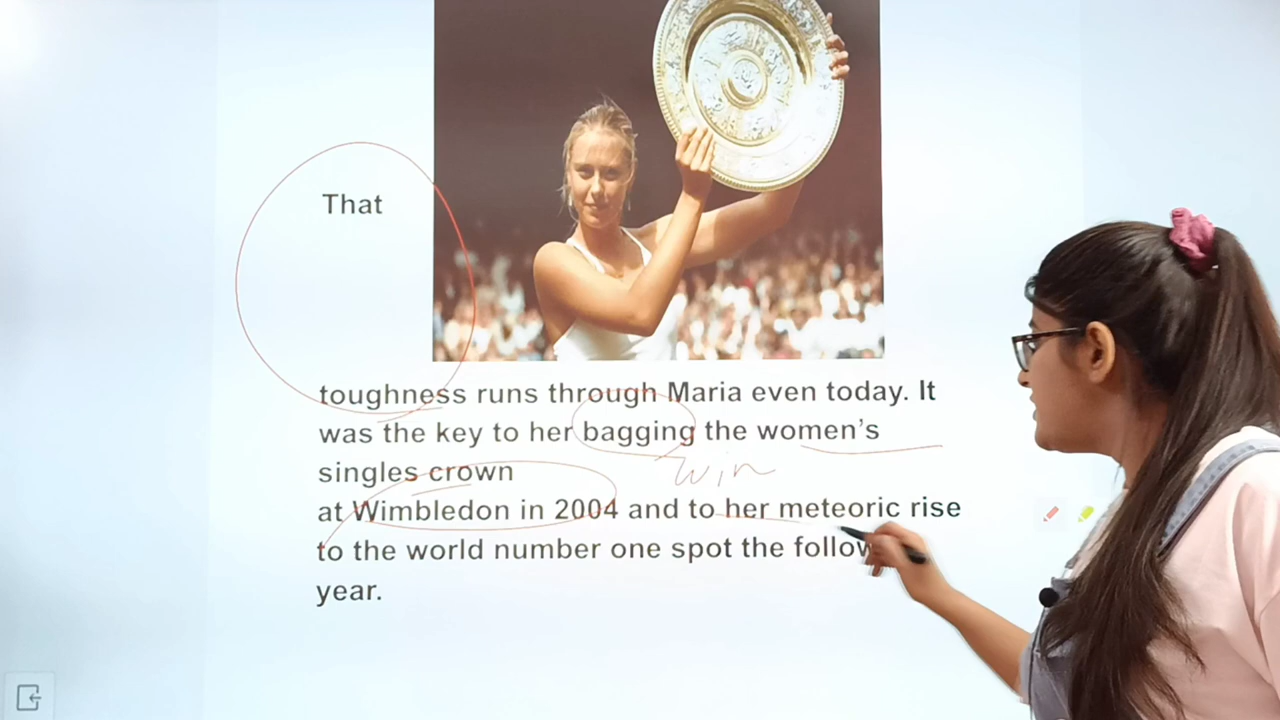 That
toughness runs through Maria even today. It
was the key to her bagging the women's
singles crown
win
at Wimbledon in 2004 and to her meteoric rise
to the world number one spot the follow
year.